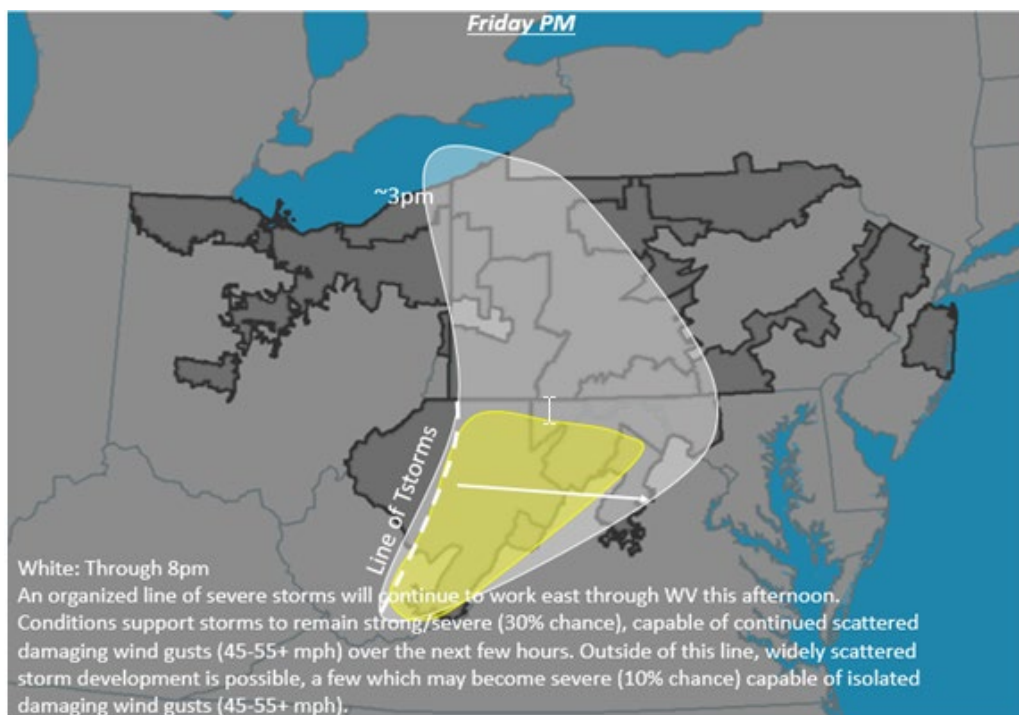 Friday PM
~3pm
Line of Tstorms
White: Through 8pm
An organized line of severe storms will continue to work east through WV this afternoon.
Conditions support storms to remain strong/severe (30% chance), capable of continued scattered
damaging wind gusts (45-55+ mph) over the next few hours. Outside of this line, widely scattered
storm development is possible, a few which may become severe (10% chance) capable of isolated
damaging wind gusts (45-55+ mph).